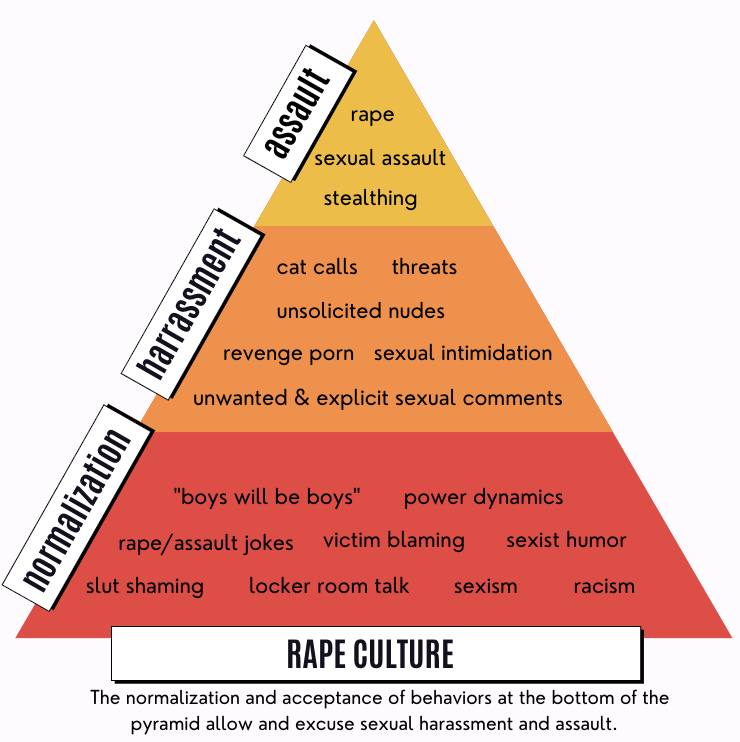 assault
rape
sexual assault
stealthing
harrassment
cat calls threats
unsolicited nudes
revenge porn sexual intimidation
unwanted & explicit sexual comments
normalization
"boys will be boys" power dynamics
rape/assault jokes victim blaming sexist humor
slut shaming locker room talk sexism racism
RAPE CULTURE
The normalization and acceptance of behaviors at the bottom of the
pyramid allow and excuse sexual harassment and assault.